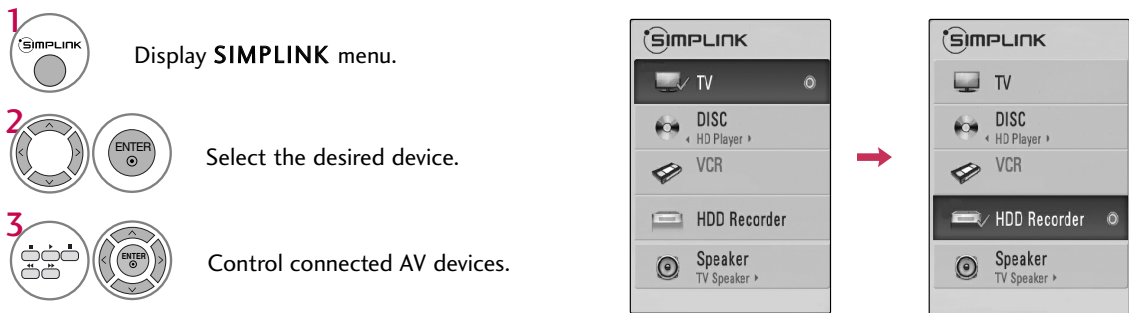 1
SIMPLINK
Display SIMPLINK menu.
2
ENTER
Select the desired device.
3
ENTER
Control connected AV devices.
SIMPLINK
TV
DISC
HD Player
VCR
HDD Recorder
Speaker
TV Speaker
SIMPLINK
TV
DISC
HD Player
VCR
HDD Recorder
Speaker
TV Speaker